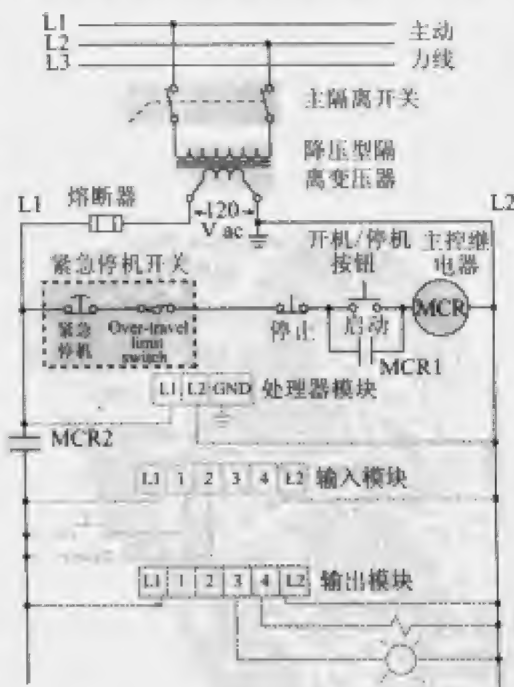 L1
L2
L3
主动
力线
主隔离开关
降压型隔
离变压器
L1
熔断器
120
V ac
L2
开机/停机
按钮
主控继
电器
紧急停机开关
紧急
停机
Over-travel
limit
switch
停止
启动
MCR
MCR1
L1 L2 GND
处理器模块
MCR2
L1 1 2 3 4 L2
输入模块
L1 1 2 3 4 L2
输出模块